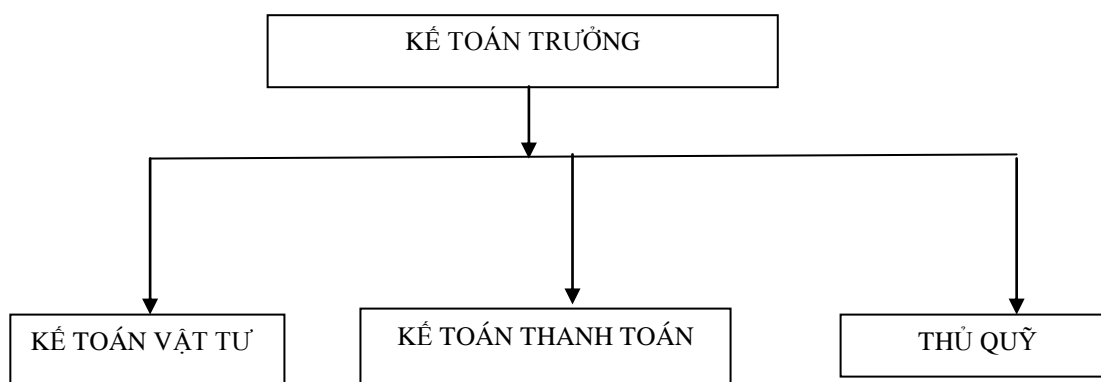 KẾ TOÁN TRƯỞNG
KẾ TOÁN VẬT TƯ
KẾ TOÁN THANH TOÁN
THỦ QUỸ